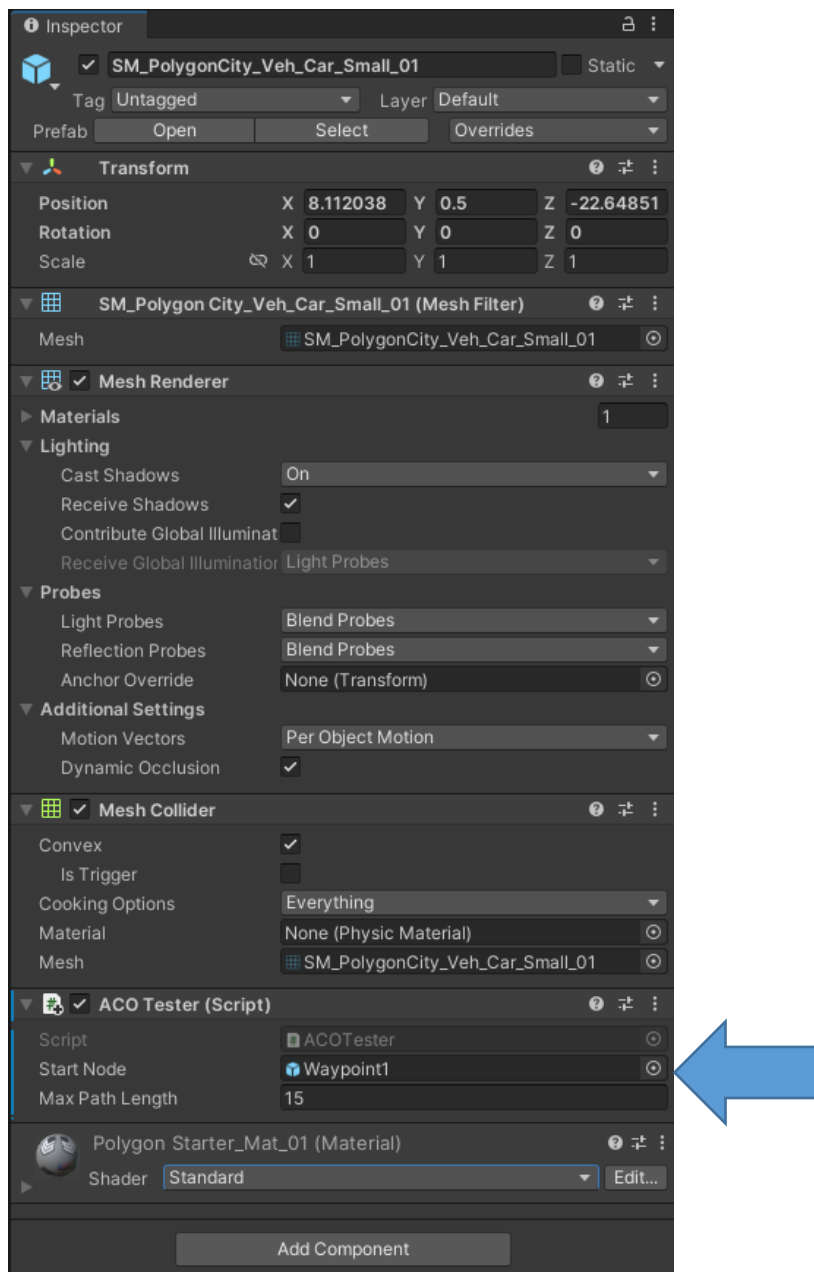 Inspector
SM_PolygonCity_Veh_Car_Small_01 Static
Tag Untagged Layer Default
Prefab Open Select Overrides
Transform
Position X 8.112038 Y 0.5 Z -22.64851
Rotation X 0 Y 0 Z 0
Scale X 1 Y 1 Z 1
SM_Polygon City_Veh_Car_Small_01 (Mesh Filter)
Mesh SM_PolygonCity_Veh_Car_Small_01
Mesh Renderer
Materials 1
Lighting
Cast Shadows On
Receive Shadows
Contribute Global Illuminat
Receive Global Illumination Light Probes
Probes
Light Probes Blend Probes
Reflection Probes Blend Probes
Anchor Override None (Transform)
Additional Settings
Motion Vectors Per Object Motion
Dynamic Occlusion
Mesh Collider
Convex
Is Trigger
Cooking Options Everything
Material None (Physic Material)
Mesh SM_PolygonCity_Veh_Car_Small_01
ACO Tester (Script)
Script ACOTester
Start Node Waypoint1
Max Path Length 15
Polygon Starter_Mat_01 (Material)
Shader Standard Edit...
Add Component